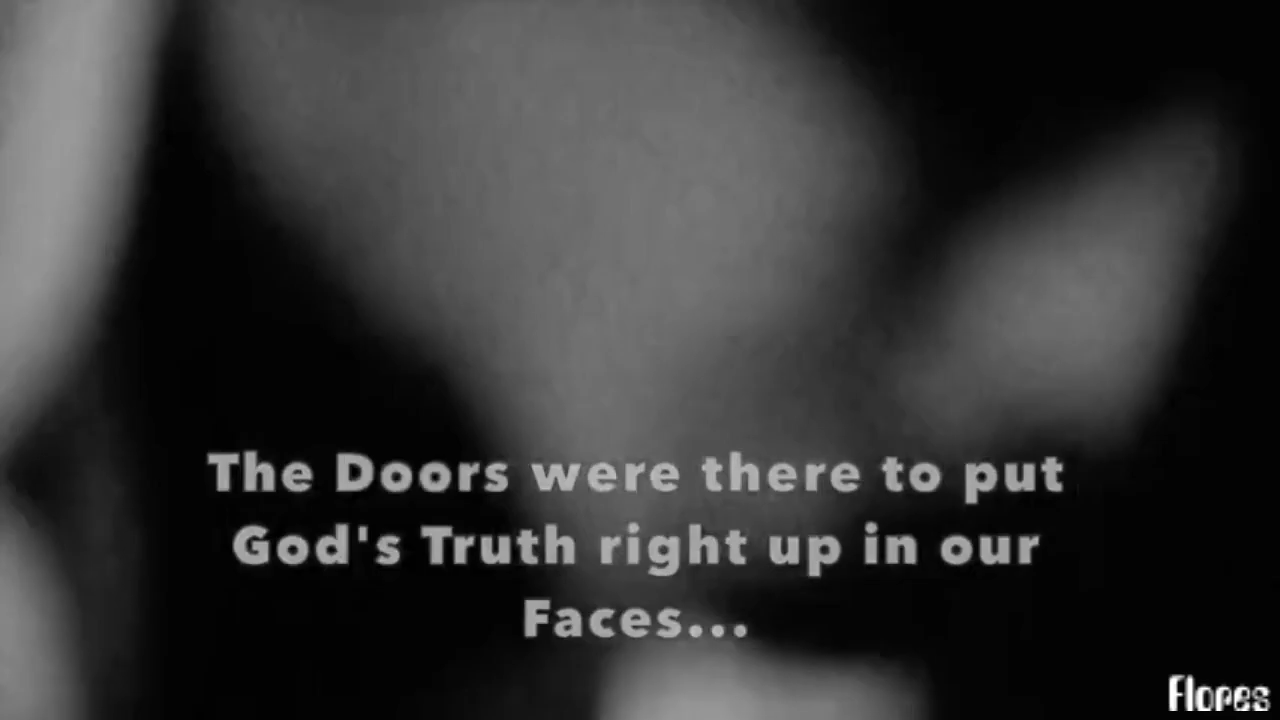 The Doors were there to put
God's Truth right up in our
Faces...
Flores